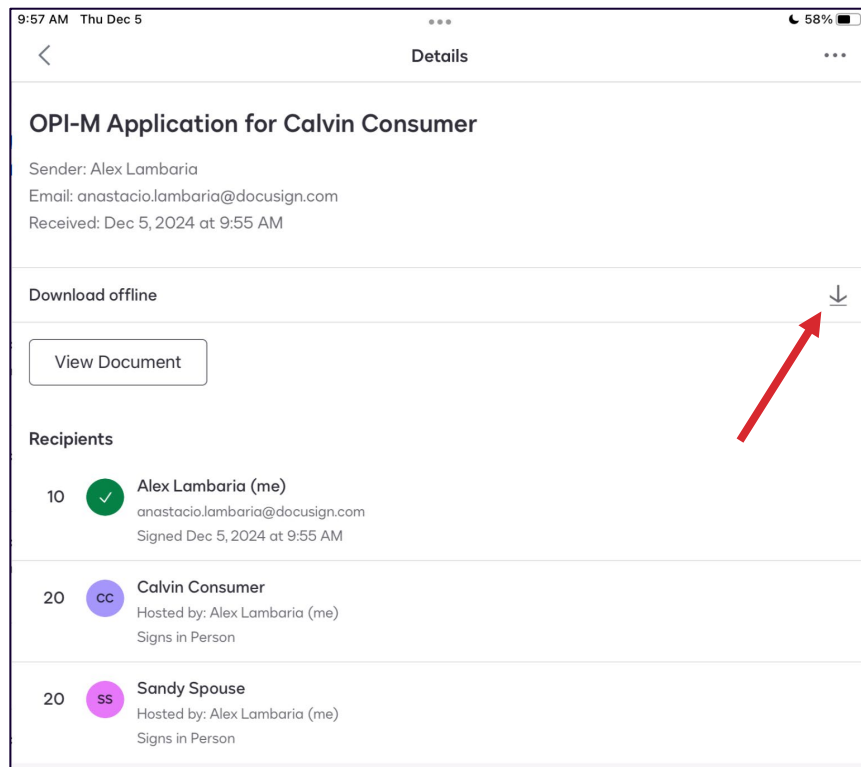 9:57 AM Thu Dec 5
58%
Details
OPI-M Application for Calvin Consumer
Sender: Alex Lambaria
Email: anastacio.lambaria@docusign.com
Received: Dec 5, 2024 at 9:55 AM
Download offline
View Document
Recipients
10
Alex Lambaria (me)
anastacio.lambaria@docusign.com
Signed Dec 5, 2024 at 9:55 AM
20
CC
Calvin Consumer
Hosted by: Alex Lambaria (me)
Signs in Person
20
SS
Sandy Spouse
Hosted by: Alex Lambaria (me)
Signs in Person